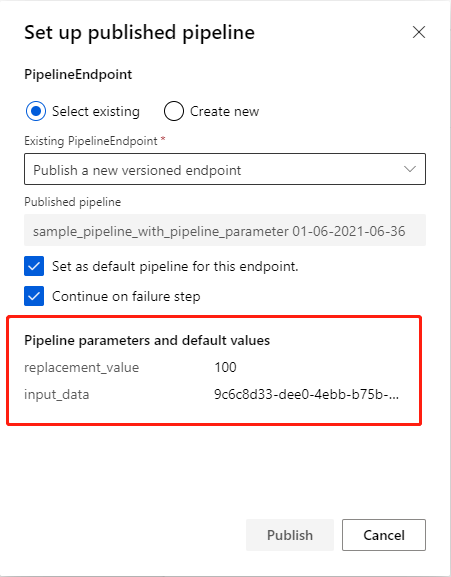 Set up published pipeline
PipelineEndpoint
Select existing Create new
Existing PipelineEndpoint *
Publish a new versioned endpoint
Published pipeline
sample_pipeline_with_pipeline_parameter 01-06-2021-06-36
Set as default pipeline for this endpoint.
Continue on failure step
Pipeline parameters and default values
replacement_value 100
input_data 9c6c8d33-dee0-4ebb-b75b-...
Publish Cancel